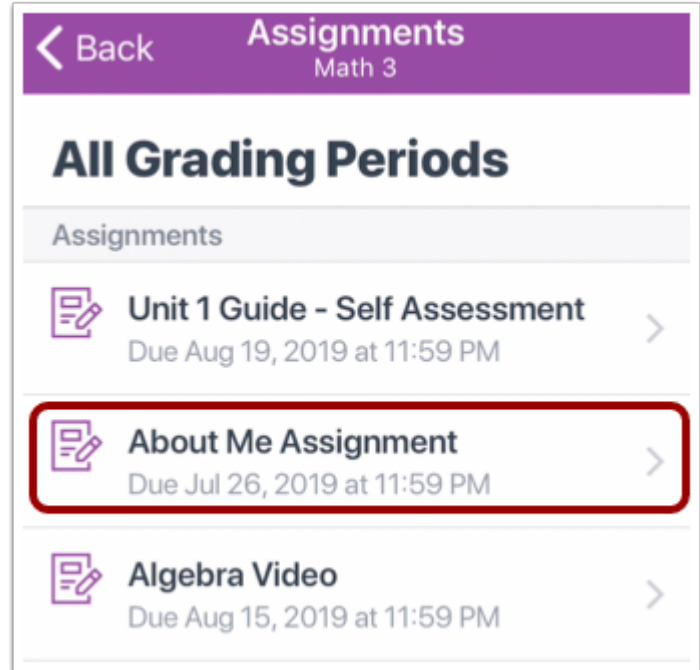 Back
Assignments
Math 3
All Grading Periods
Assignments
Unit 1 Guide - Self Assessment
Due Aug 19, 2019 at 11:59 PM
About Me Assignment
Due Jul 26, 2019 at 11:59 PM
Algebra Video
Due Aug 15, 2019 at 11:59 PM